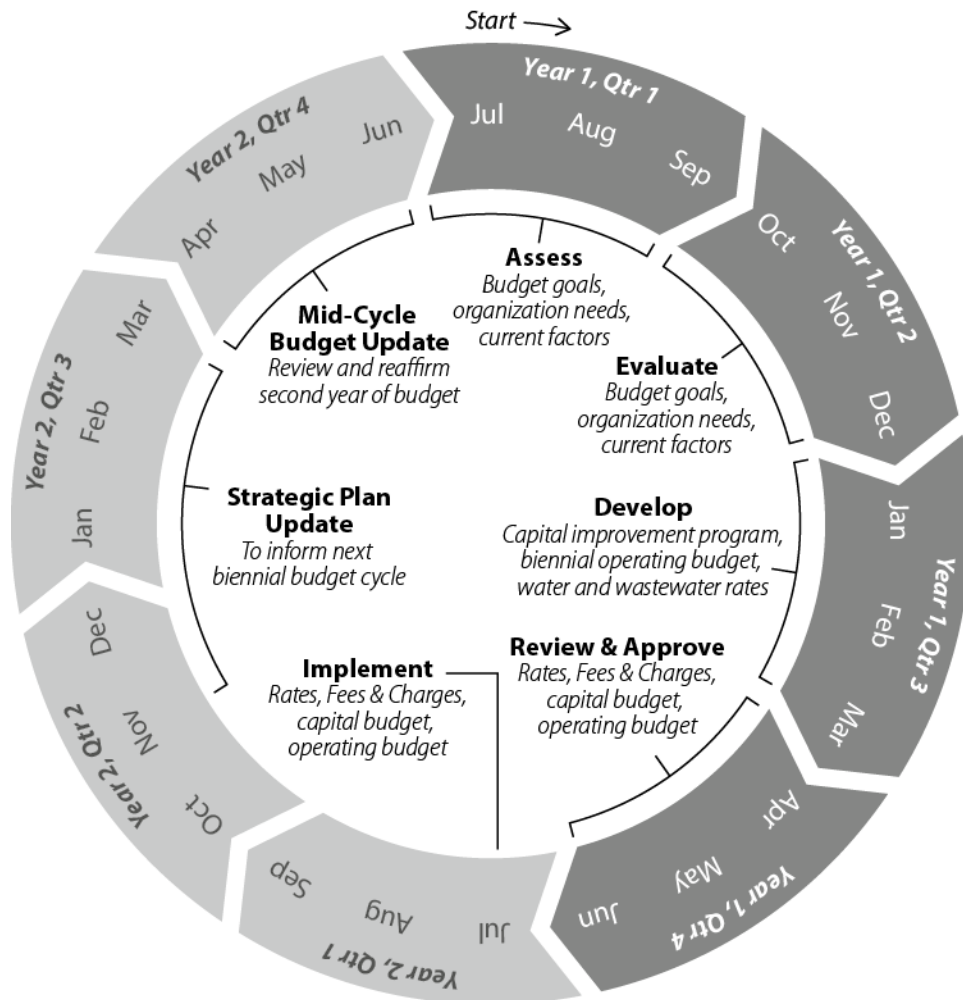 Start
Year 1, Qtr 1
Jul
Aug
Sep
Year 1, Qtr 2
Oct
Nov
Dec
Year 1, Qtr 3
Jan
Feb
Mar
Year 1, Qtr 4
Apr
May
Jun
Year 2, Qtr 1
Jul
Aug
Sep
Year 2, Qtr 2
Oct
Nov
Dec
Year 2, Qtr 3
Jan
Feb
Mar
Year 2, Qtr 4
Apr
May
Jun
Assess
Budget goals,
organization needs,
current factors
Evaluate
Budget goals,
organization needs,
current factors
Develop
Capital improvement program,
biennial operating budget,
water and wastewater rates
Review & Approve
Rates, Fees & Charges,
capital budget,
operating budget
Implement
Rates, Fees & Charges,
capital budget,
operating budget
Strategic Plan
Update
To inform next
biennial budget cycle
Mid-Cycle
Budget Update
Review and reaffirm
second year of budget